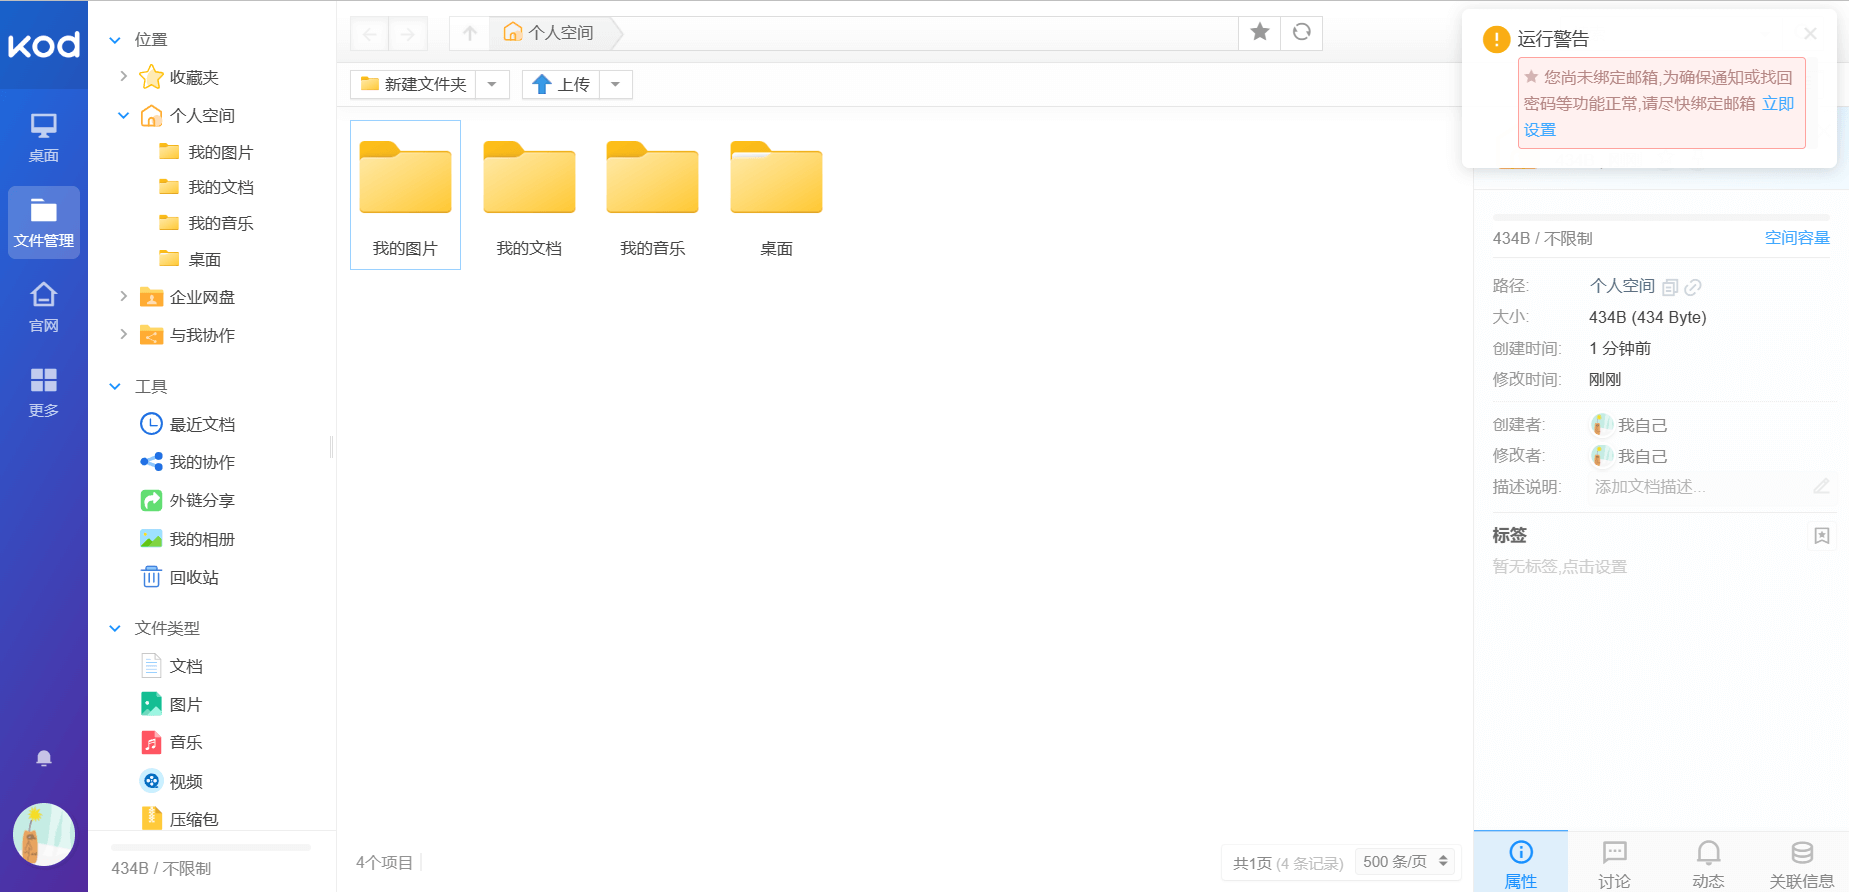 kod
桌面
文件管理
官网
更多
位置
收藏夹
个人空间
我的图片
我的文档
我的音乐
桌面
企业网盘
与我协作
工具
最近文档
我的协作
外链分享
我的相册
回收站
文件类型
文档
图片
音乐
视频
压缩包
434B / 不限制
个人空间
新建文件夹
上传
我的图片
我的文档
我的音乐
桌面
4个项目
共1页 (4 条记录)
500 条/页
运行警告
您尚未绑定邮箱,为确保通知或找回
密码等功能正常,请尽快绑定邮箱 立即
设置
434B / 不限制
空间容量
路径: 个人空间
大小: 434B (434 Byte)
创建时间: 1 分钟前
修改时间: 刚刚
创建者: 我自己
修改者: 我自己
描述说明: 添加文档描述...
标签
暂无标签,点击设置
属性
讨论
动态
关联信息